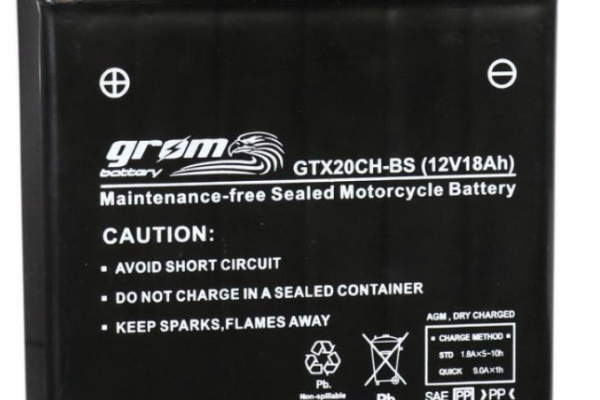 grøm
battery
GTX20CH-BS (12V18Ah)
Maintenance-free Sealed Motorcycle Battery
CAUTION:
▪ AVOID SHORT CIRCUIT
▪ DO NOT CHARGE IN A SEALED CONTAINER
▪ KEEP SPARKS,FLAMES AWAY
AGM , DRY CHARGED
▪ CHARGE METHOD ▪
STD 1.8A×5~10h
QUICK 9.0A×1h
Pb.
Non-spillable
Pb
SAE PP >PP<